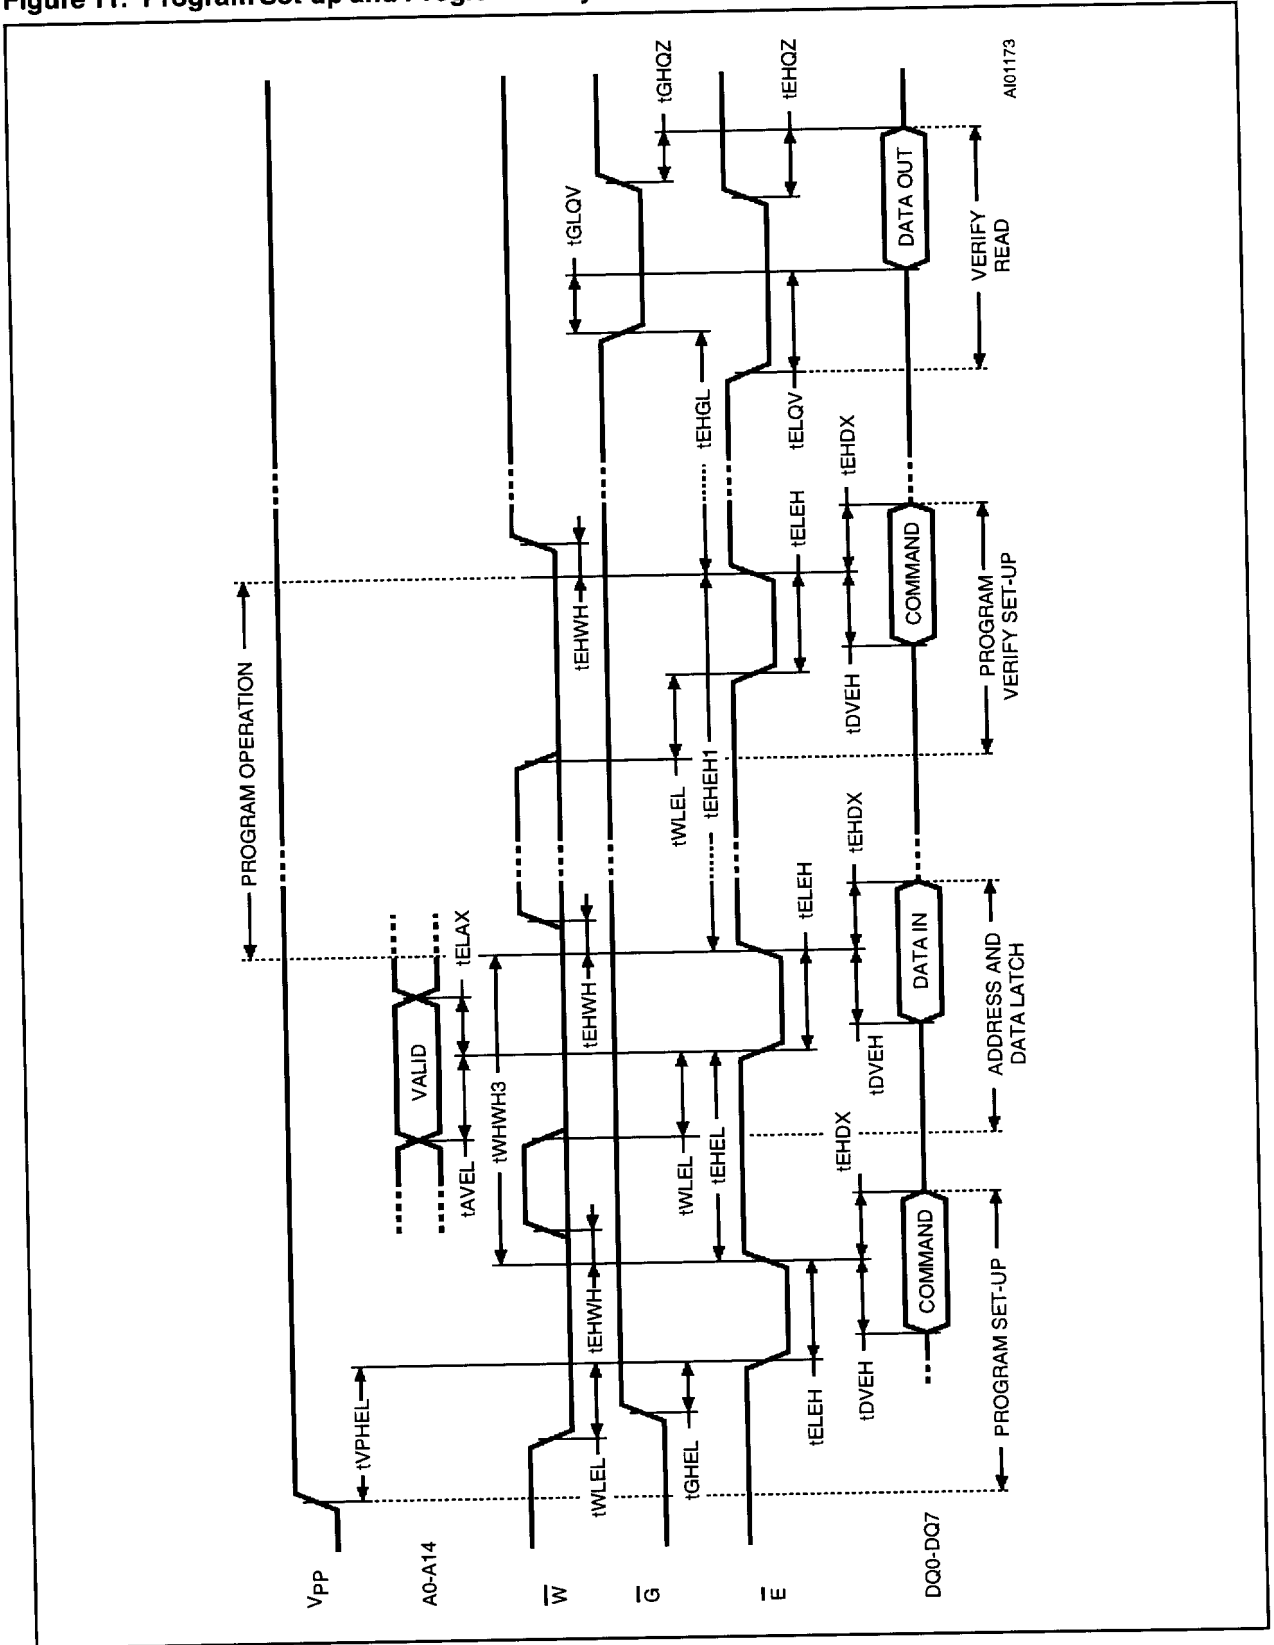 Figure 11. Program Set-up and Program
PROGRAM OPERATION
VPP
tVPHEL
A0-A14
VALID
tAVEL
tELAX
tWHWH3
W
tWLEL
tEHWH
tEHWH
tEHWH
tGLQV
G
tGHEL
tWLEL
tWLEL
tGHQZ
tEHEL
tEHEH1
tEHGL
E
tELEH
tELEH
tELEH
tELQV
tEHQZ
tDVEH
tEHDX
tDVEH
tEHDX
tDVEH
tEHDX
DQ0-DQ7
COMMAND
DATA IN
COMMAND
DATA OUT
PROGRAM SET-UP
ADDRESS AND
DATA LATCH
PROGRAM
VERIFY SET-UP
VERIFY
READ
AI01173